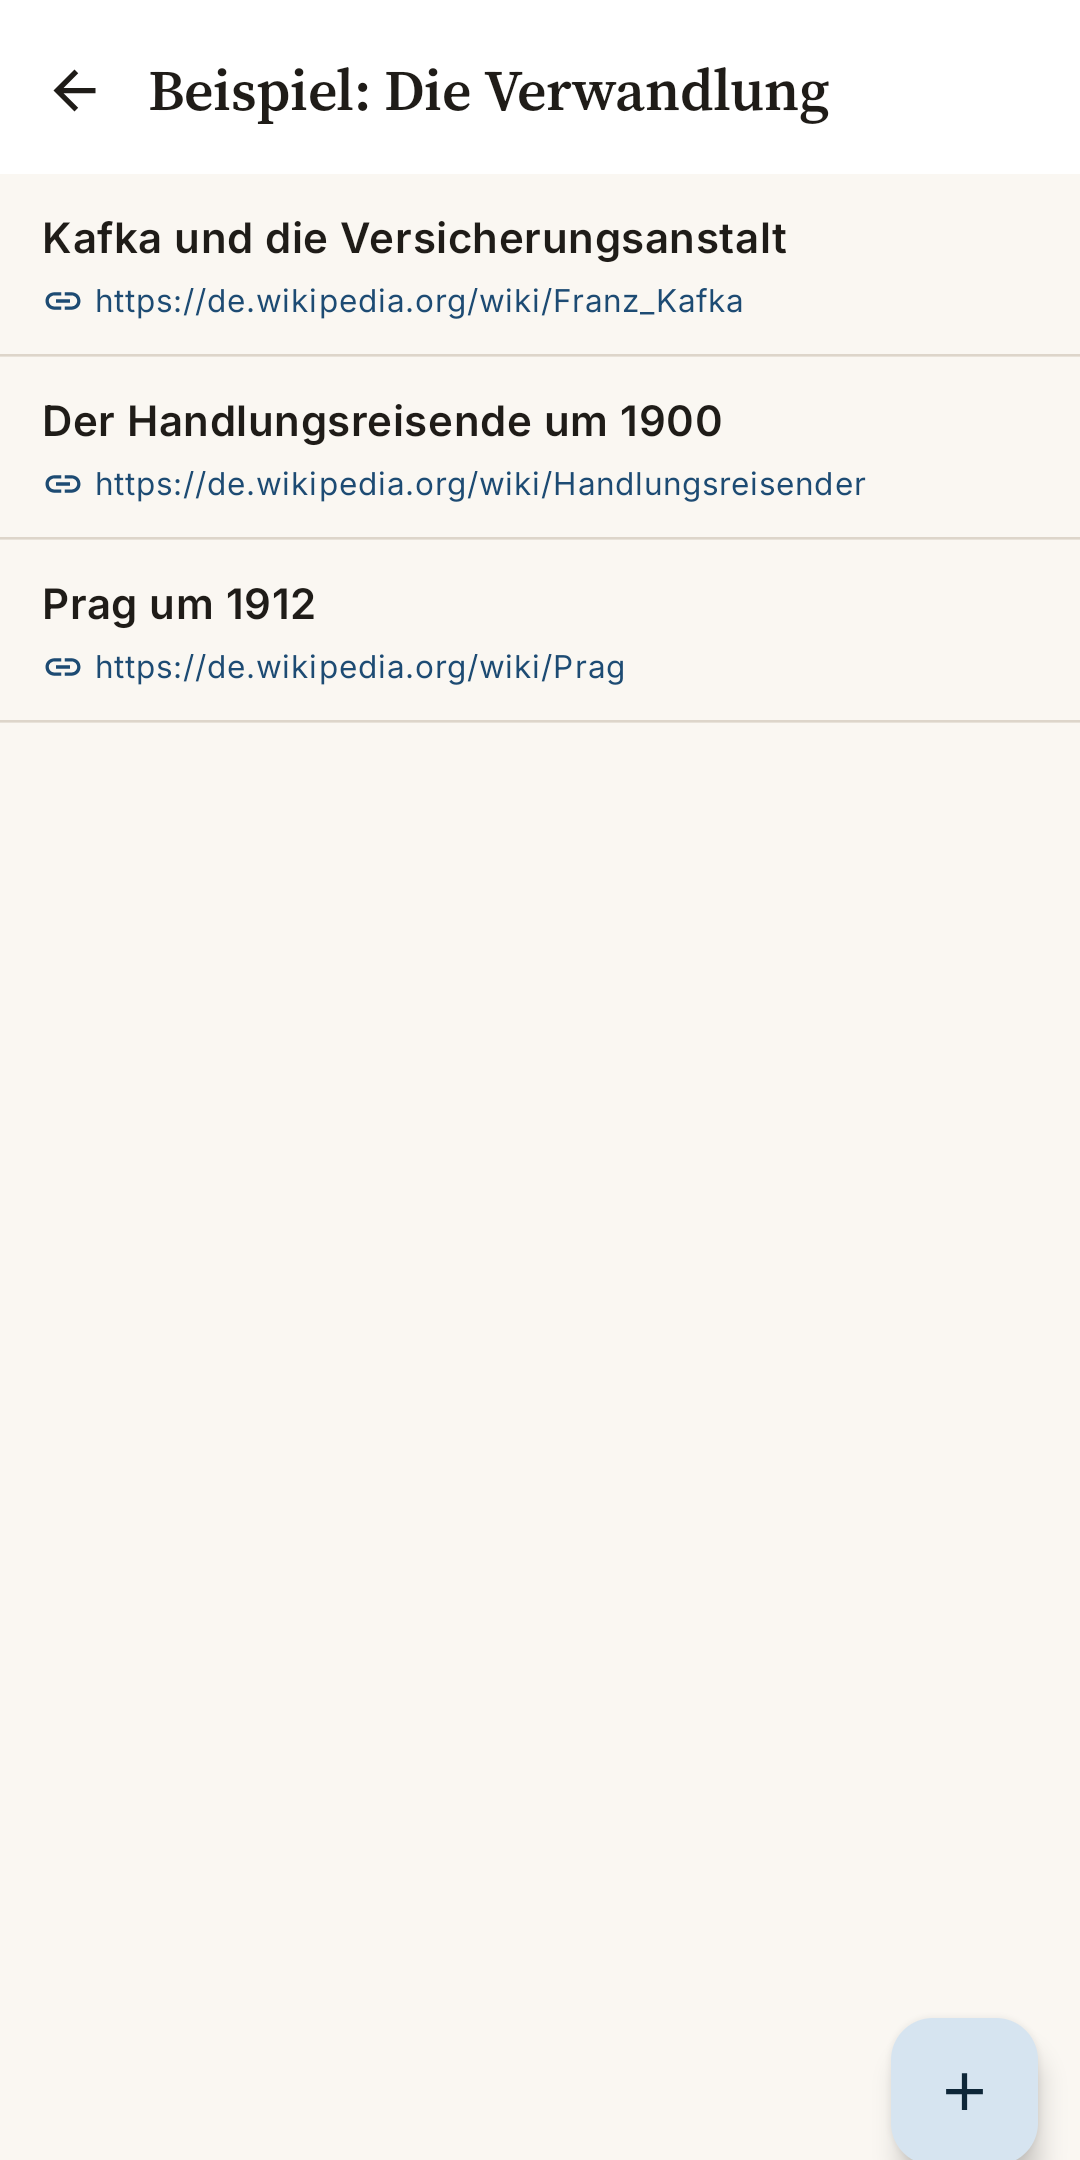 Beispiel: Die Verwandlung
Kafka und die Versicherungsanstalt
https://de.wikipedia.org/wiki/Franz_Kafka
Der Handlungsreisende um 1900
https://de.wikipedia.org/wiki/Handlungsreisender
Prag um 1912
https://de.wikipedia.org/wiki/Prag